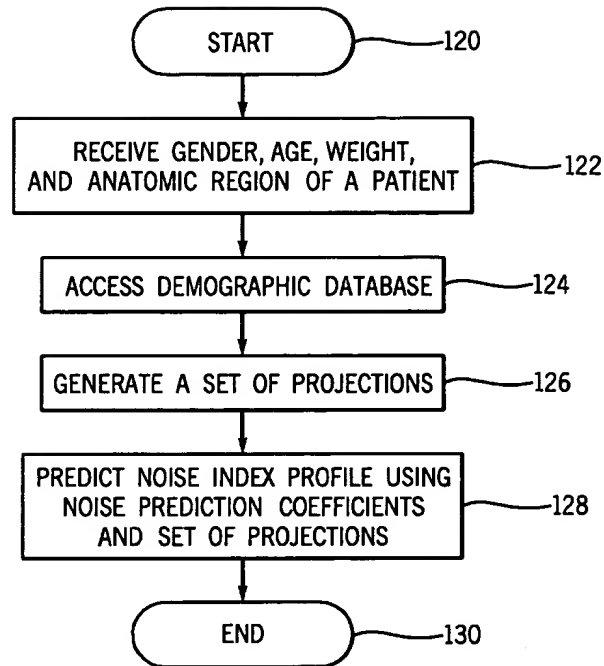 START
120
RECEIVE GENDER, AGE, WEIGHT,
AND ANATOMIC REGION OF A PATIENT
122
ACCESS DEMOGRAPHIC DATABASE
124
GENERATE A SET OF PROJECTIONS
126
PREDICT NOISE INDEX PROFILE USING
NOISE PREDICTION COEFFICIENTS
AND SET OF PROJECTIONS
128
END
130